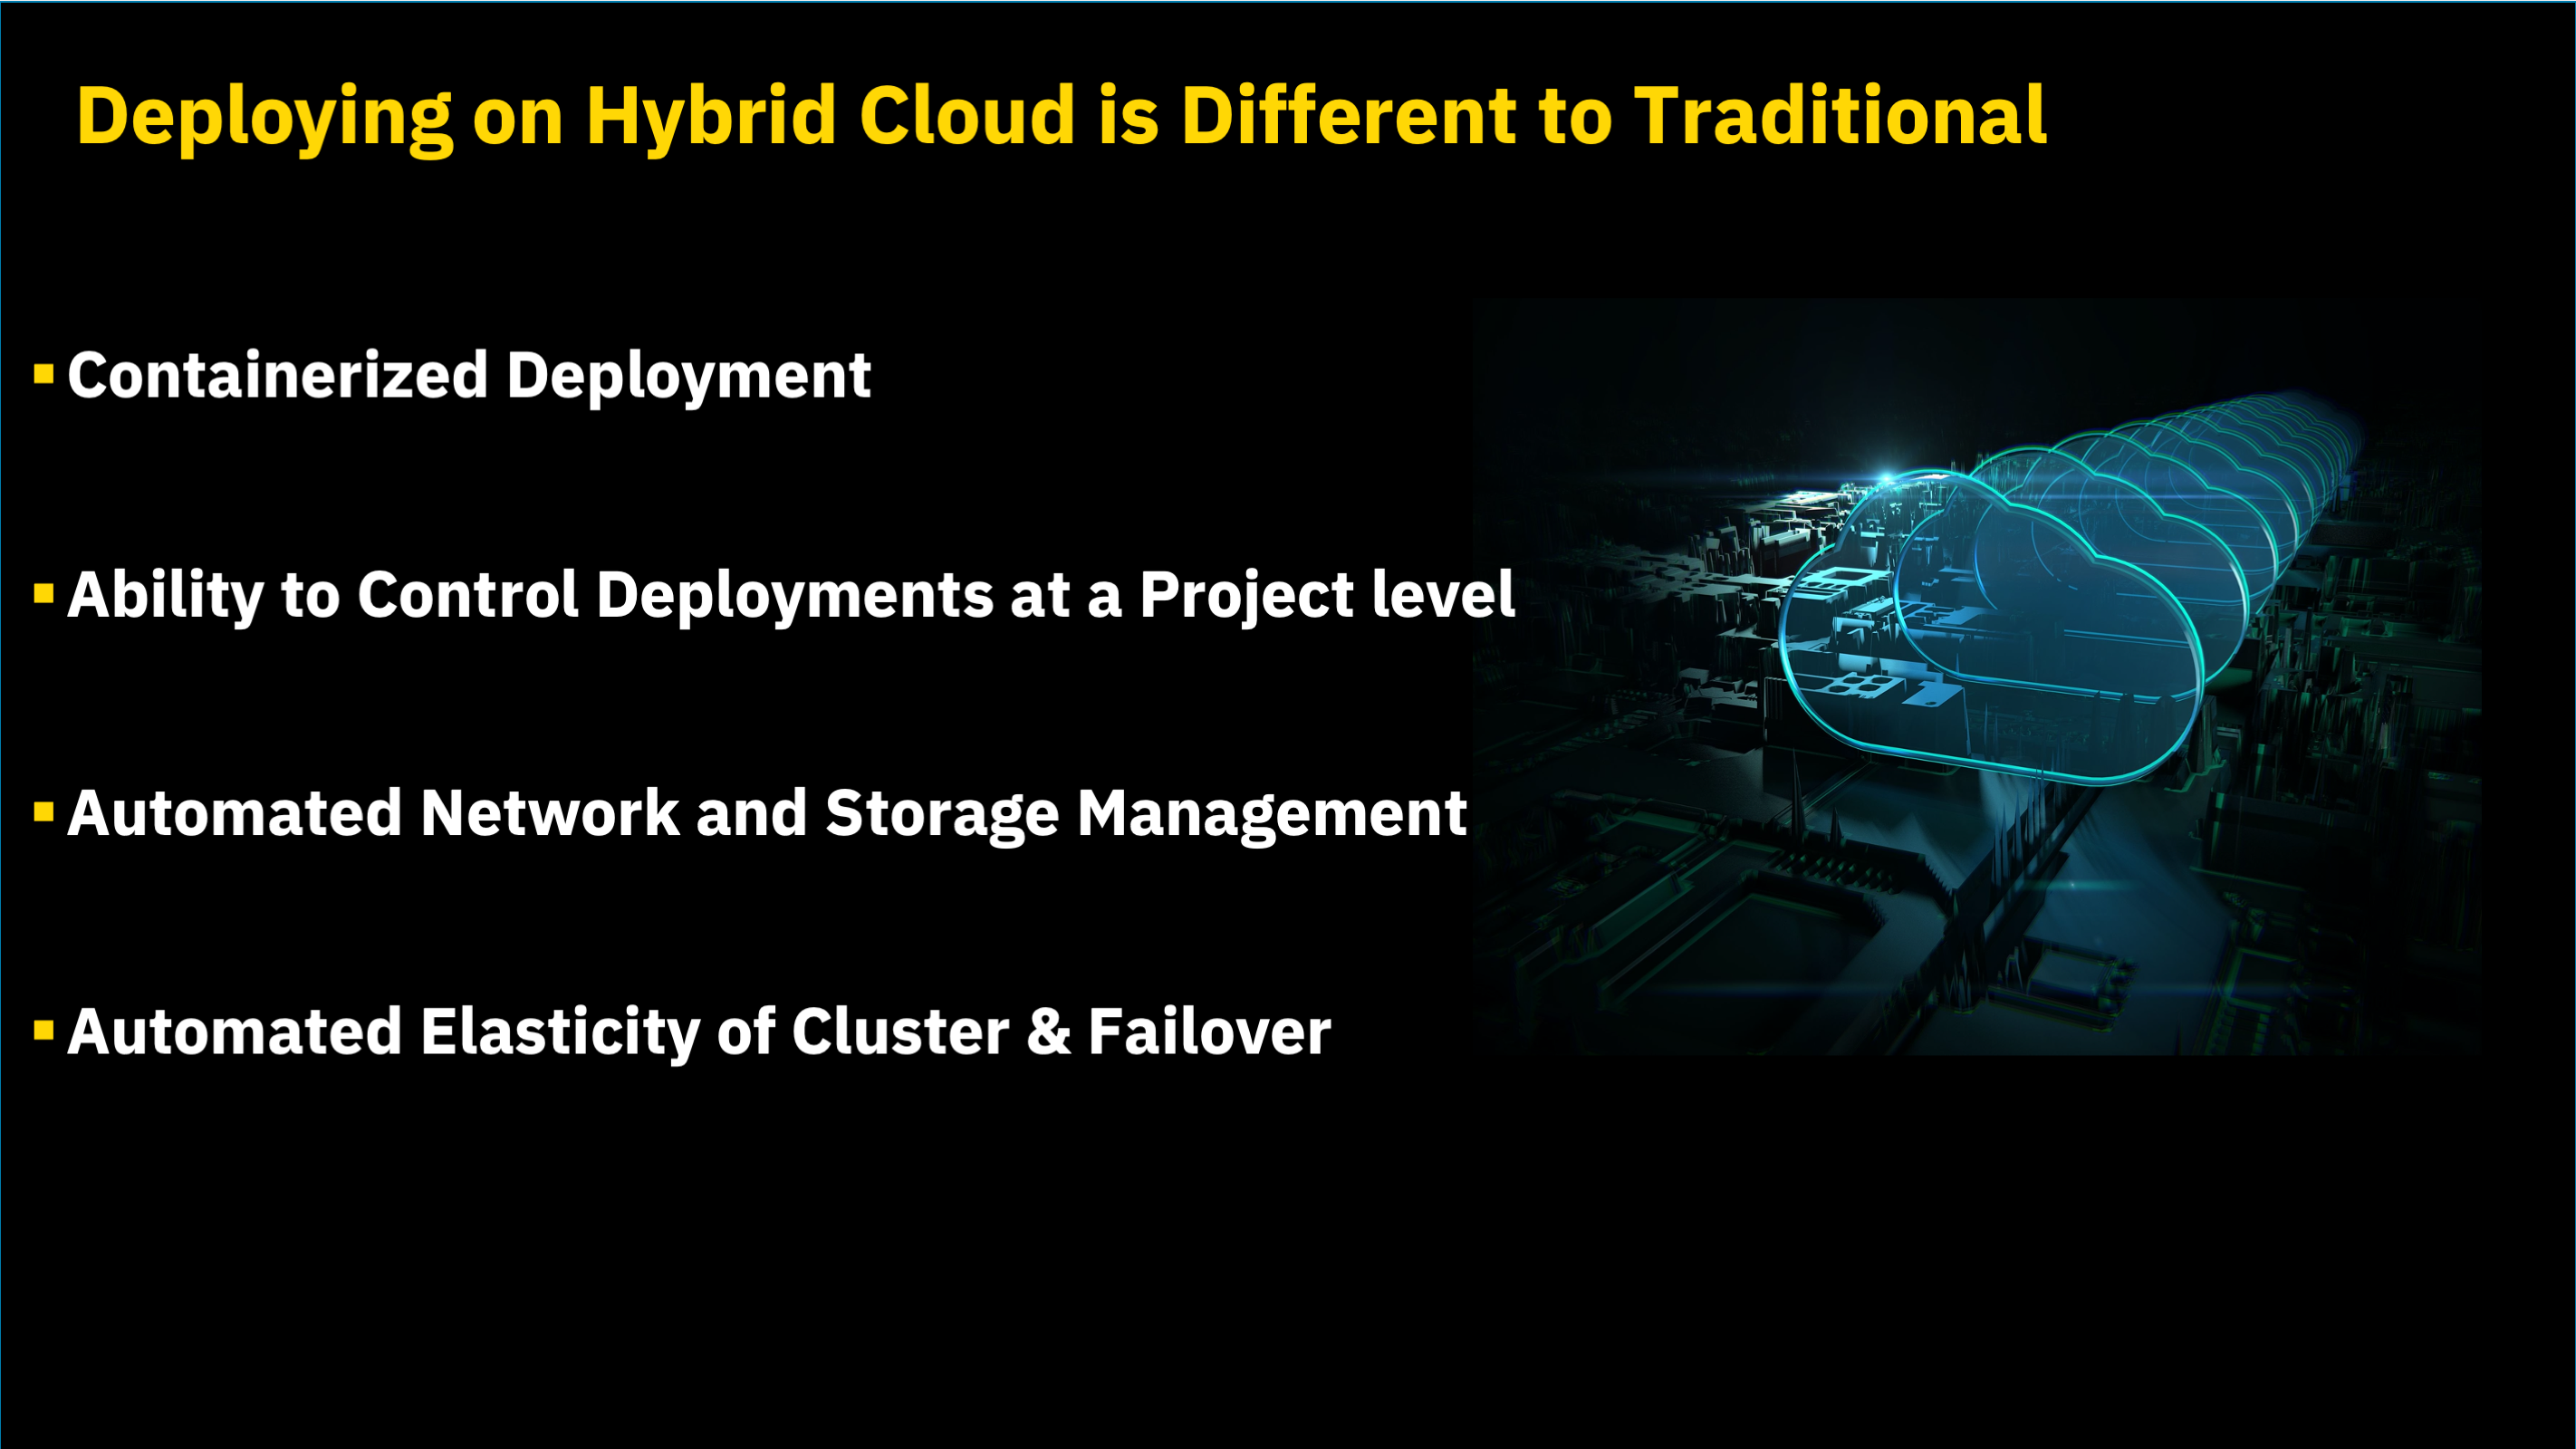 Deploying on Hybrid Cloud is Different to Traditional
▪ Containerized Deployment
▪ Ability to Control Deployments at a Project level
▪ Automated Network and Storage Management
▪ Automated Elasticity of Cluster & Failover